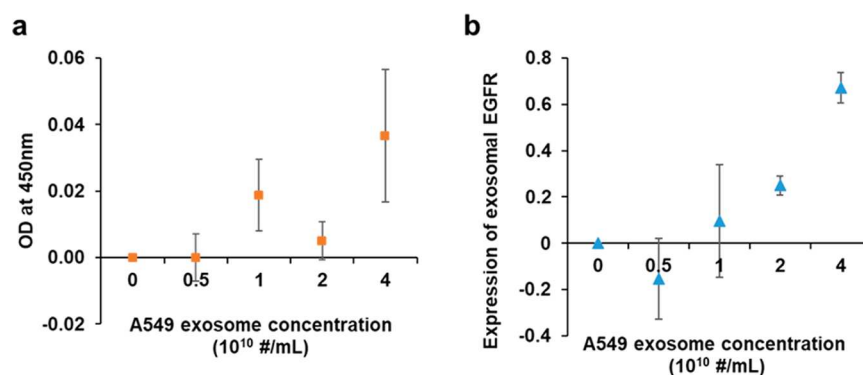 a
OD at 450nm
0.06
0.04
0.02
0.00
-0.02
0 0.5 1 2 4
A549 exosome concentration
(10¹⁰ #/mL)
b
Expression of exosomal EGFR
0.8
0.6
0.4
0.2
0
-0.2
0.4
0 0.5 1 2 4
A549 exosome concentration
(10¹⁰ #/mL)